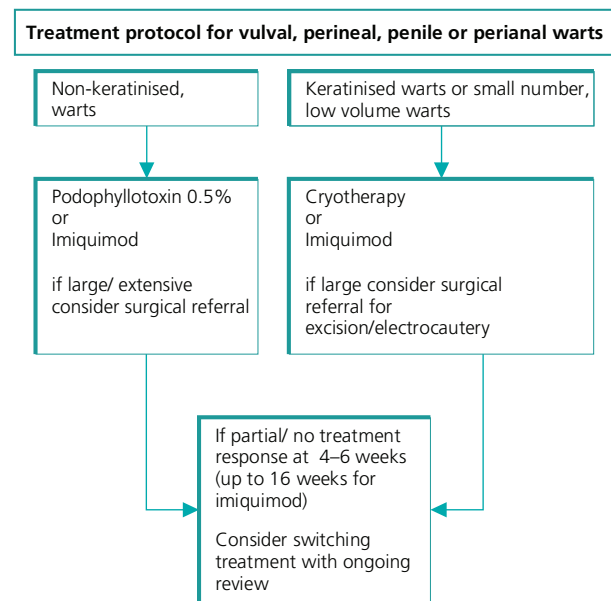 Treatment protocol for vulval, perineal, penile or perianal warts
Non-keratinised,
warts
Keratinised warts or small number,
low volume warts
Podophyllotoxin 0.5%
or
Imiquimod
if large/ extensive
consider surgical referral
Cryotherapy
or
Imiquimod
if large consider surgical
referral for
excision/electrocautery
If partial/ no treatment
response at 4–6 weeks
(up to 16 weeks for
imiquimod)
Consider switching
treatment with ongoing
review